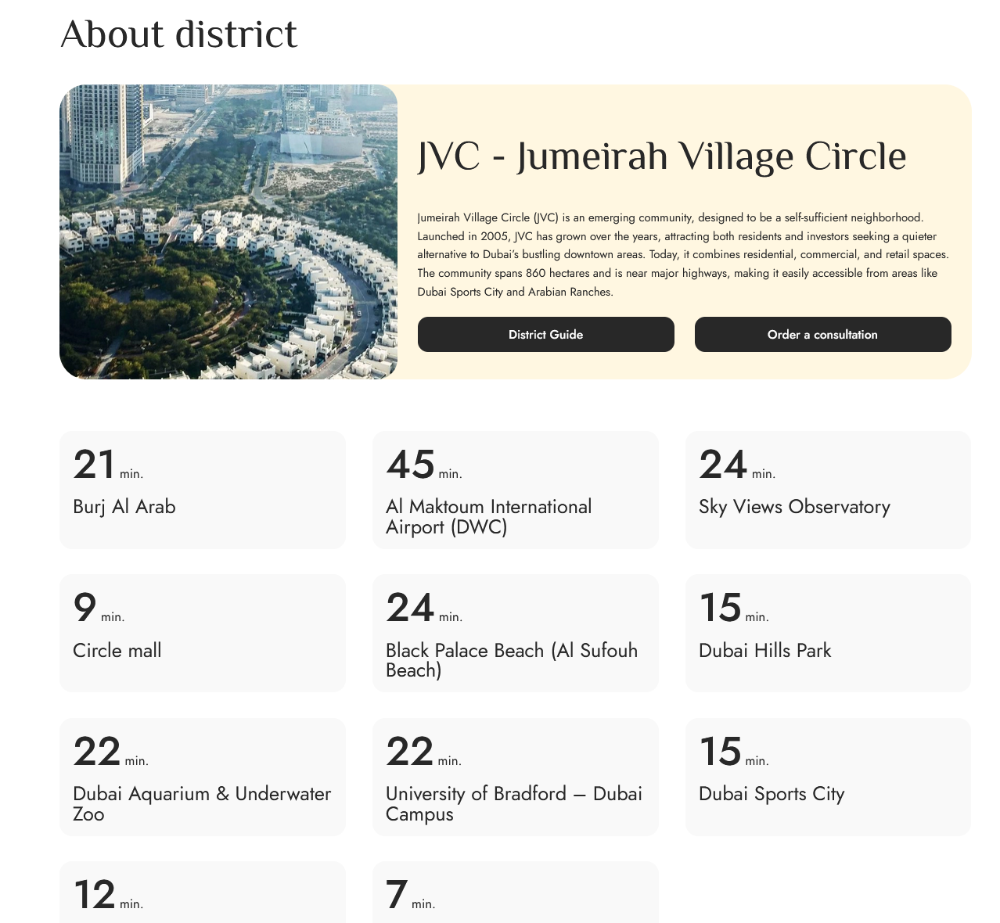 About district
JVC - Jumeirah Village Circle
Jumeirah Village Circle (JVC) is an emerging community, designed to be a self-sufficient neighborhood.
Launched in 2005, JVC has grown over the years, attracting both residents and investors seeking a quieter
alternative to Dubai’s bustling downtown areas. Today, it combines residential, commercial, and retail spaces.
The community spans 860 hectares and is near major highways, making it easily accessible from areas like
Dubai Sports City and Arabian Ranches.
District Guide
Order a consultation
21 min.
Burj Al Arab
45 min.
Al Maktoum International
Airport (DWC)
24 min.
Sky Views Observatory
9 min.
Circle mall
24 min.
Black Palace Beach (Al Sufouh
Beach)
15 min.
Dubai Hills Park
22 min.
Dubai Aquarium & Underwater
Zoo
22 min.
University of Bradford – Dubai
Campus
15 min.
Dubai Sports City
12 min.
7 min.